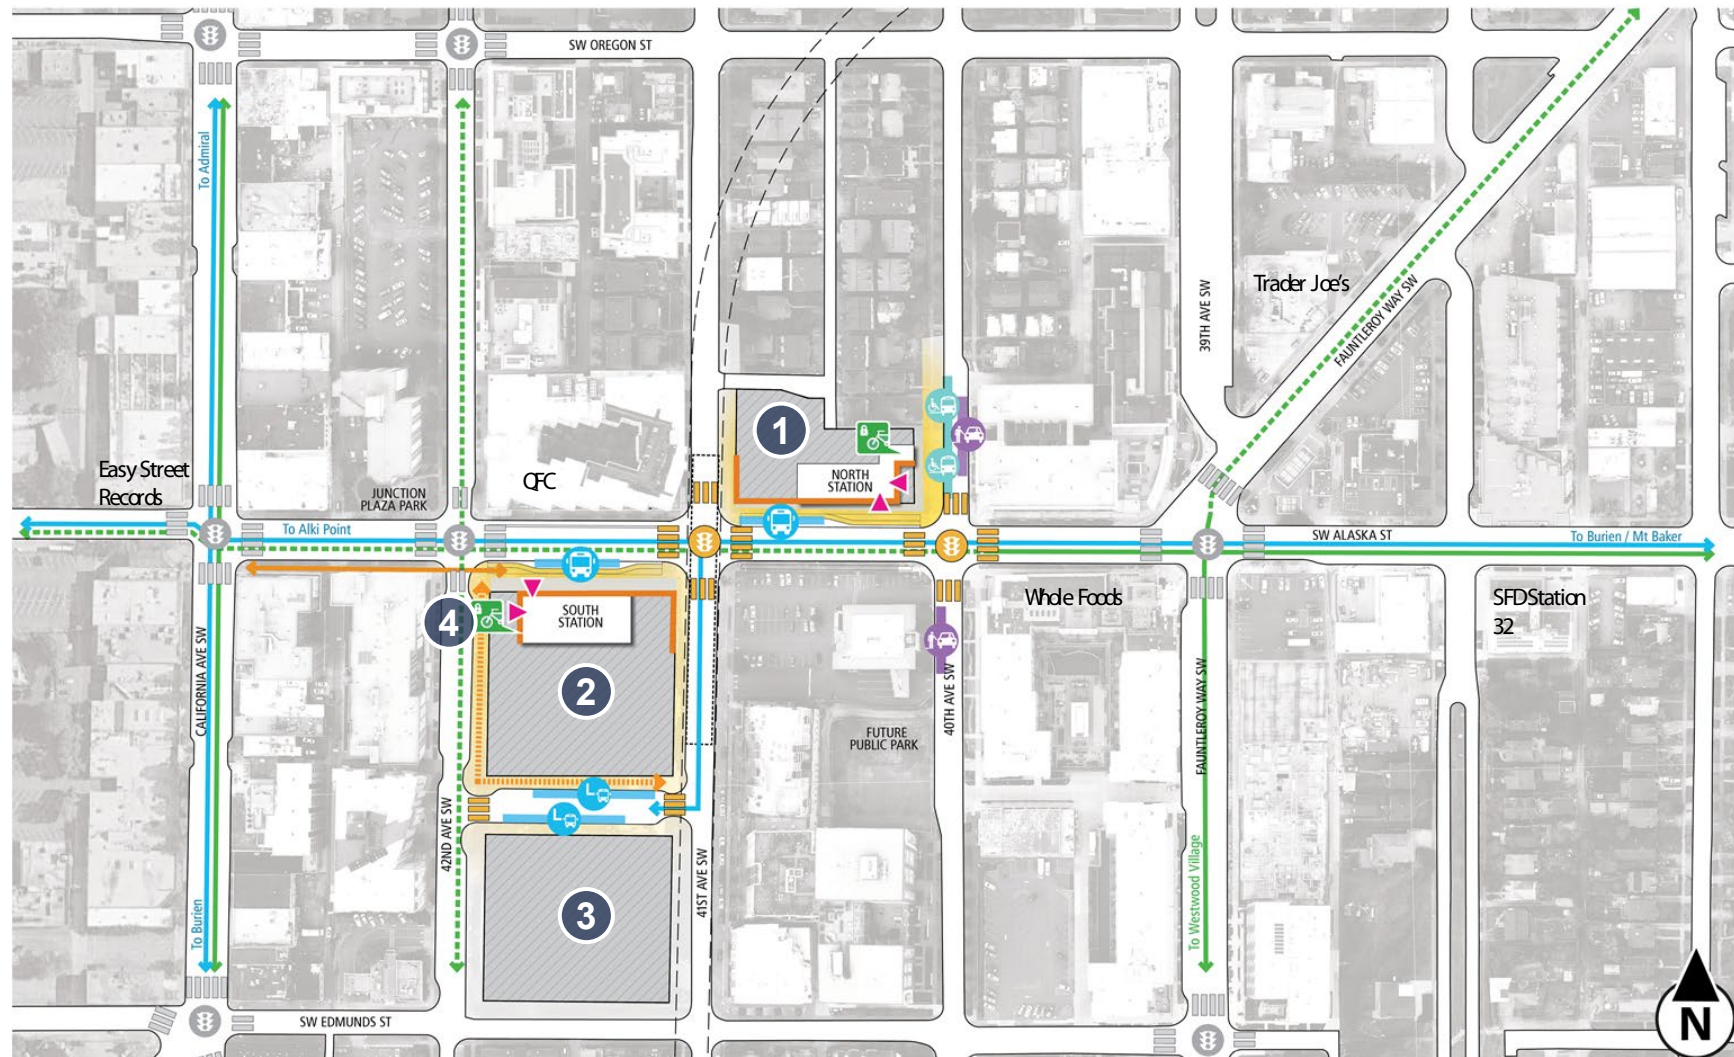 SW OREGON ST
To Admiral
39TH AVE SW
Trader Joe's
FAUNTLEROY WAY SW
1
Easy Street
Records
QFC
JUNCTION
PLAZA PARK
NORTH
STATION
To Alki Point
SW ALASKA ST
To Burien / Mt Baker
SOUTH
STATION
4
Whole Foods
SFD Station
32
CALIFORNIA AVE SW
2
40TH AVE SW
FAUNTLEROY WAY SW
FUTURE
PUBLIC PARK
L
L
42ND AVE SW
41ST AVE SW
To Burien
3
To Westwood Village
SW EDMUNDS ST
N